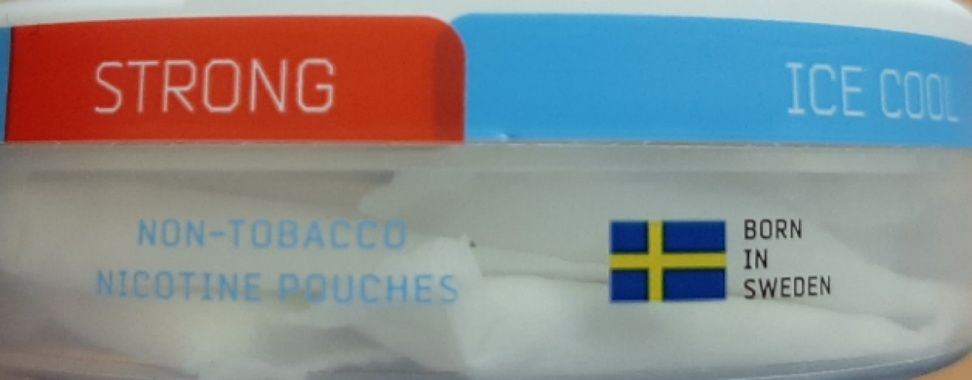 STRONG
ICE COOL
NON-TOBACCO
NICOTINE POUCHES
BORN
IN
SWEDEN